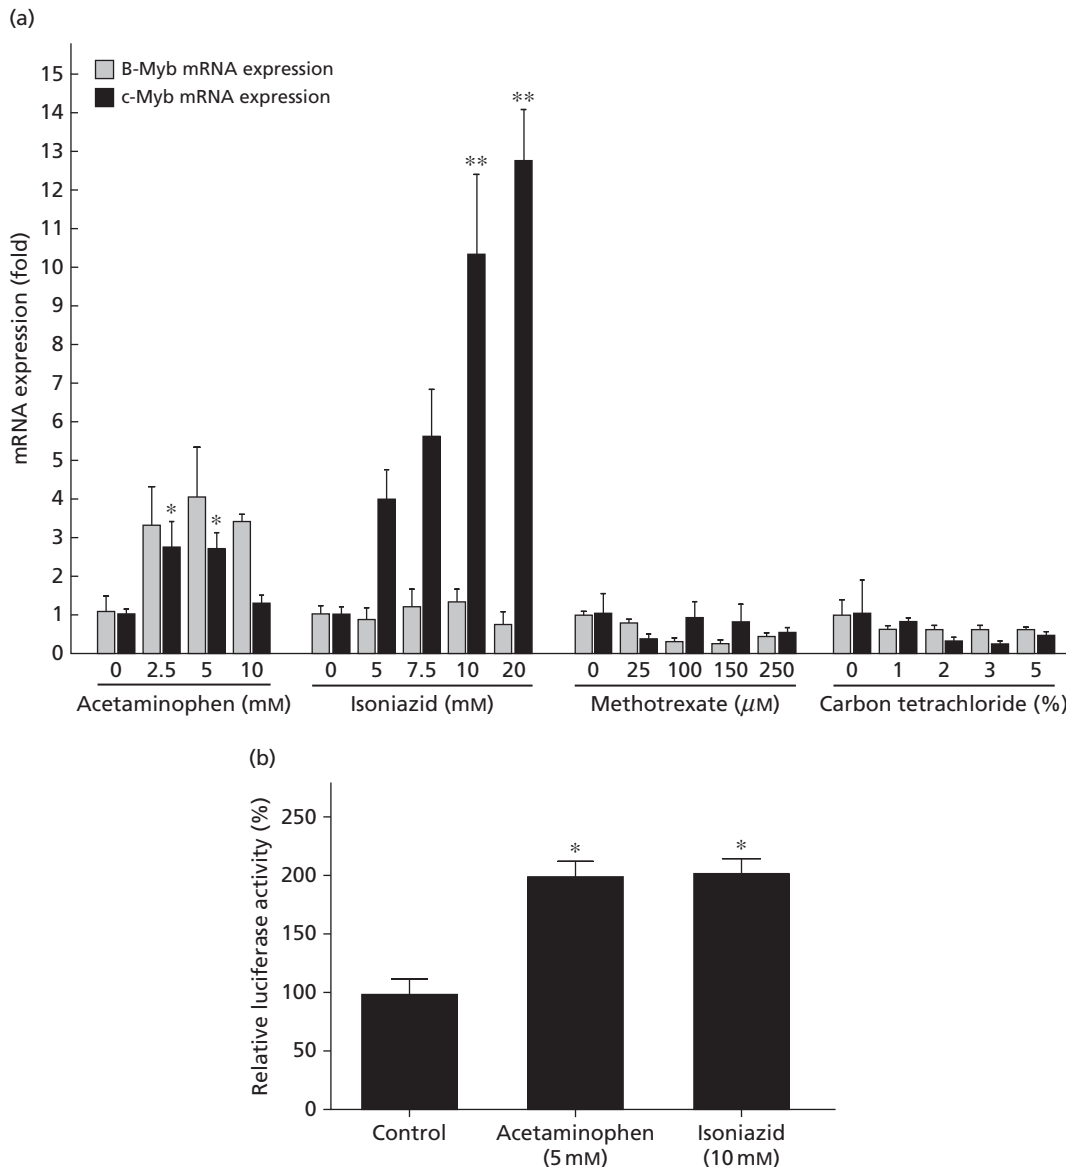 (a)
B-Myb mRNA expression
c-Myb mRNA expression
mRNA expression (fold)
15
14
13
12
11
10
9
8
7
6
5
4
3
2
1
0
* * ** **
0 2.5 5 10 0 5 7.5 10 20 0 25 100 150 250 0 1 2 3 5
Acetaminophen (mM) Isoniazid (mM) Methotrexate (μM) Carbon tetrachloride (%)
(b)
Relative luciferase activity (%)
250
200
150
100
50
0
* *
Control Acetaminophen Isoniazid
(5 mM) (10 mM)